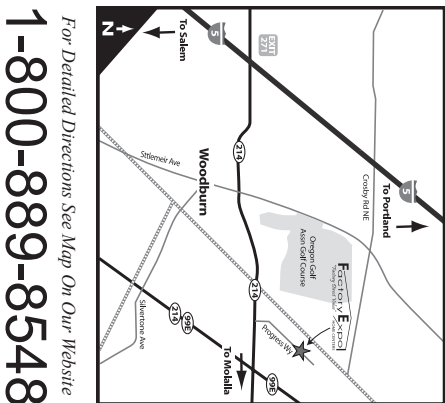 To Salem
N
5
EXIT
271
To Portland
5
Crosby Rd NE
214
Settlemeir Ave
Woodburn
Oregon Golf
Assn Golf Course
Factory Expo
214
Progress Wy
99E
214
Silvertone Ave
To Molalla
99E
For Detailed Directions See Map On Our Website
1-800-889-8548